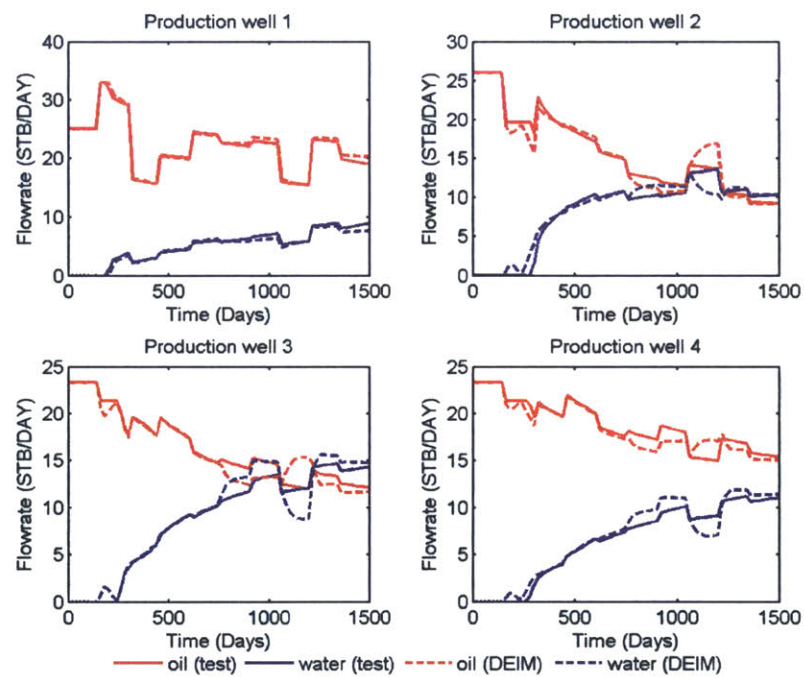 Production well 1
Flowrate (STB/DAY)
40
30
20
10
0
0 500 1000 1500
Time (Days)
Production well 2
Flowrate (STB/DAY)
30
25
20
15
10
5
0
0 500 1000 1500
Time (Days)
Production well 3
Flowrate (STB/DAY)
25
20
15
10
5
0
0 500 1000 1500
Time (Days)
Production well 4
Flowrate (STB/DAY)
25
20
15
10
5
0
0 500 1000 1500
Time (Days)
oil (test) water (test) oil (DEIM) water (DEIM)